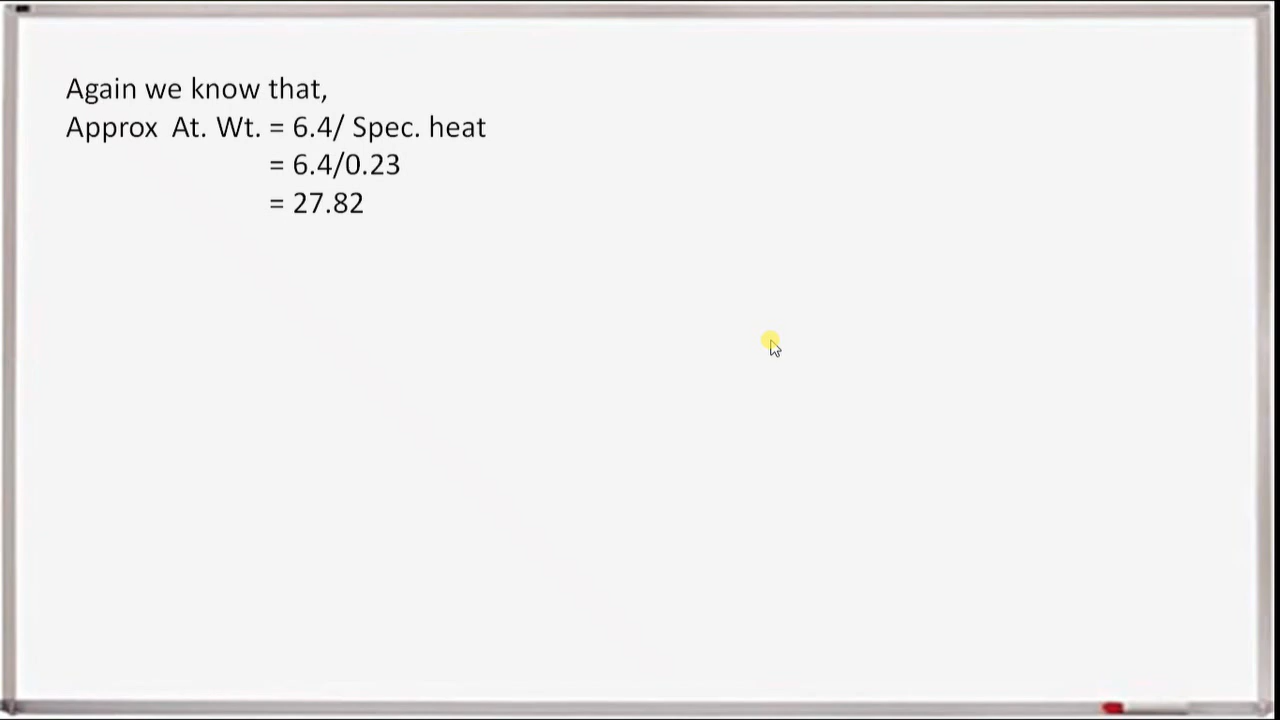 Again we know that,
Approx At. Wt. = 6.4/ Spec. heat
= 6.4/0.23
= 27.82